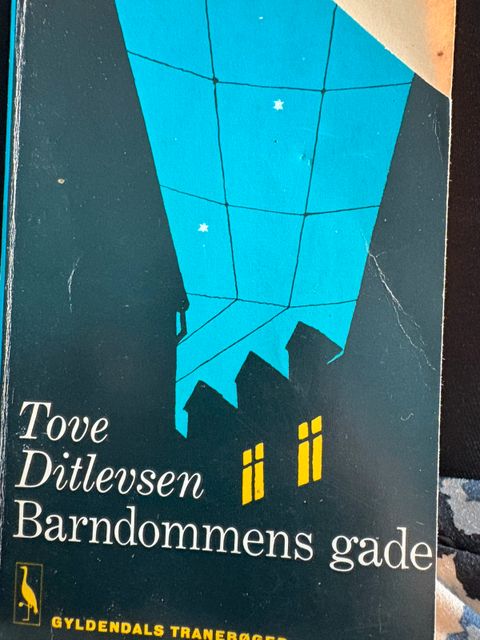 Tove
Ditlevsen
Barndommens gade
GYLDENDALS TRANEBØGER